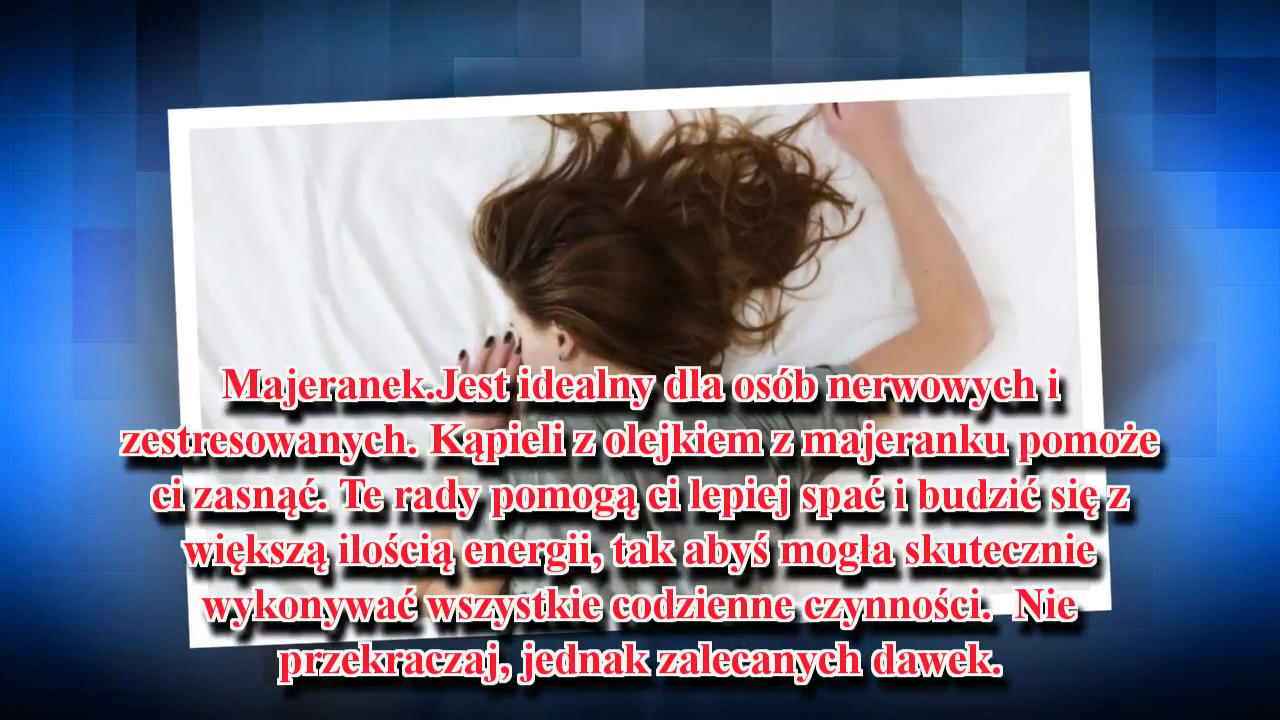 Majeranek.Jest idealny dla osób nerwowych i
zestresowanych. Kąpieli z olejkiem z majeranku pomoże
ci zasnąć. Te rady pomogą ci lepiej spać i budzić się z
większą ilością energii, tak abyś mogła skutecznie
wykonywać wszystkie codzienne czynności.  Nie
przekraczaj, jednak zalecanych dawek.